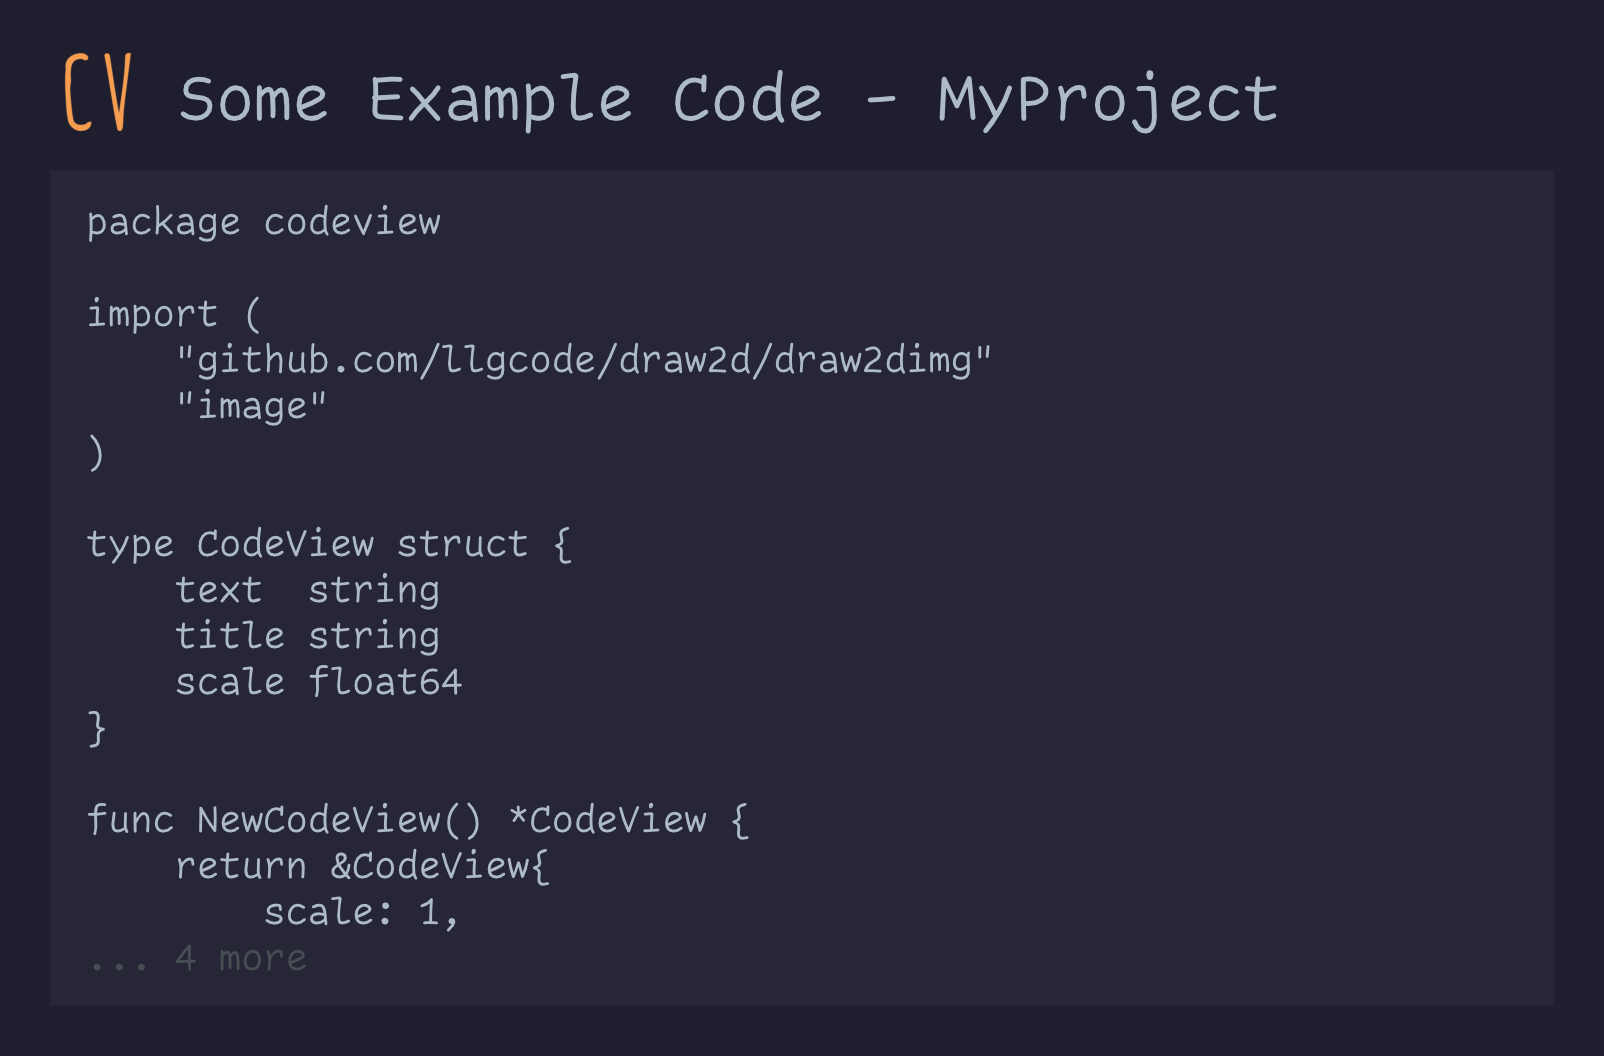 CV Some Example Code - MyProject
package codeview

import (
    "github.com/llgcode/draw2d/draw2dimg"
    "image"
)

type CodeView struct {
    text  string
    title string
    scale float64
}

func NewCodeView() *CodeView {
    return &CodeView{
        scale: 1,
... 4 more